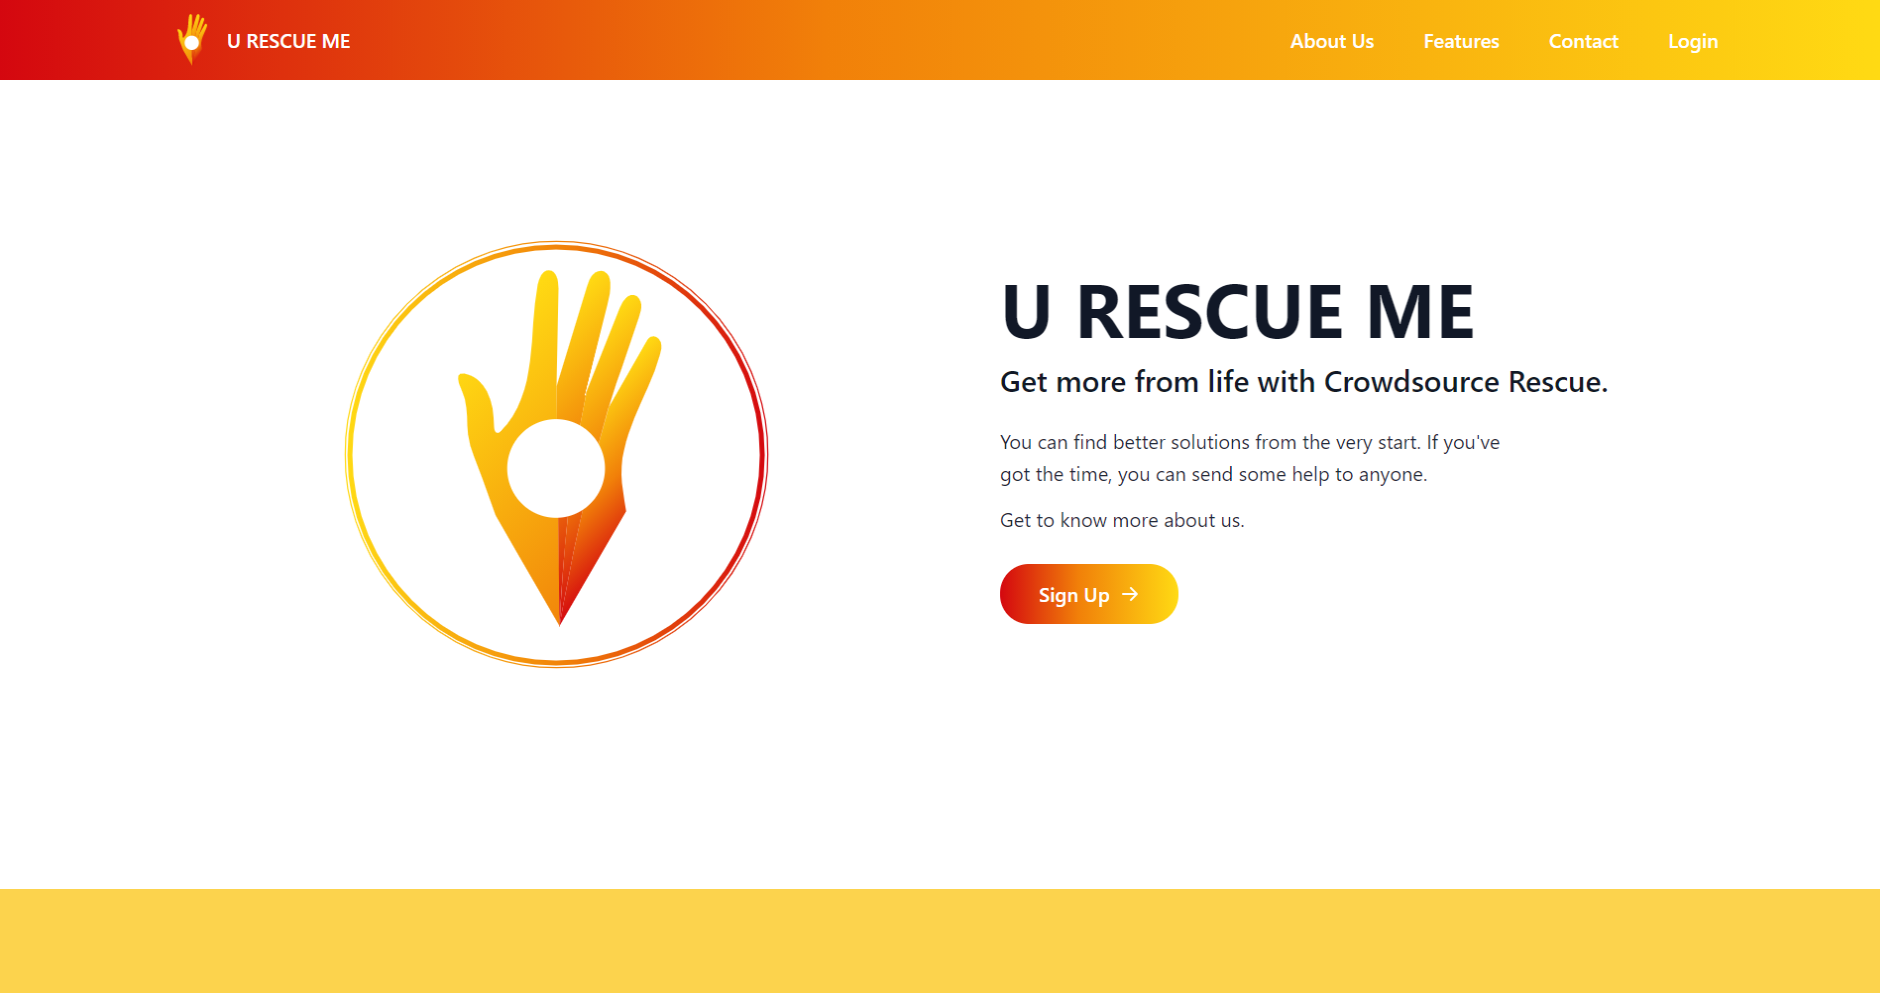 U RESCUE ME
About Us
Features
Contact
Login
U RESCUE ME
Get more from life with Crowdsource Rescue.
You can find better solutions from the very start. If you've
got the time, you can send some help to anyone.
Get to know more about us.
Sign Up →